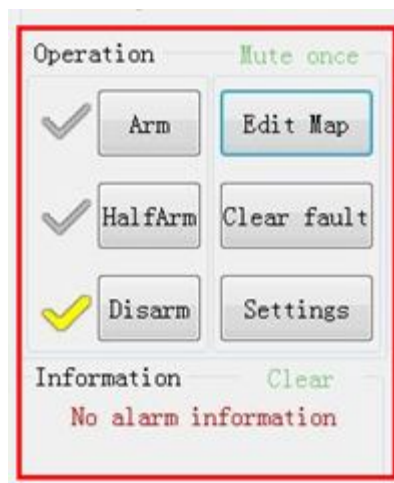 Operation Mute once
Arm Edit Map
HalfArm Clear fault
Disarm Settings
Information Clear
No alarm information